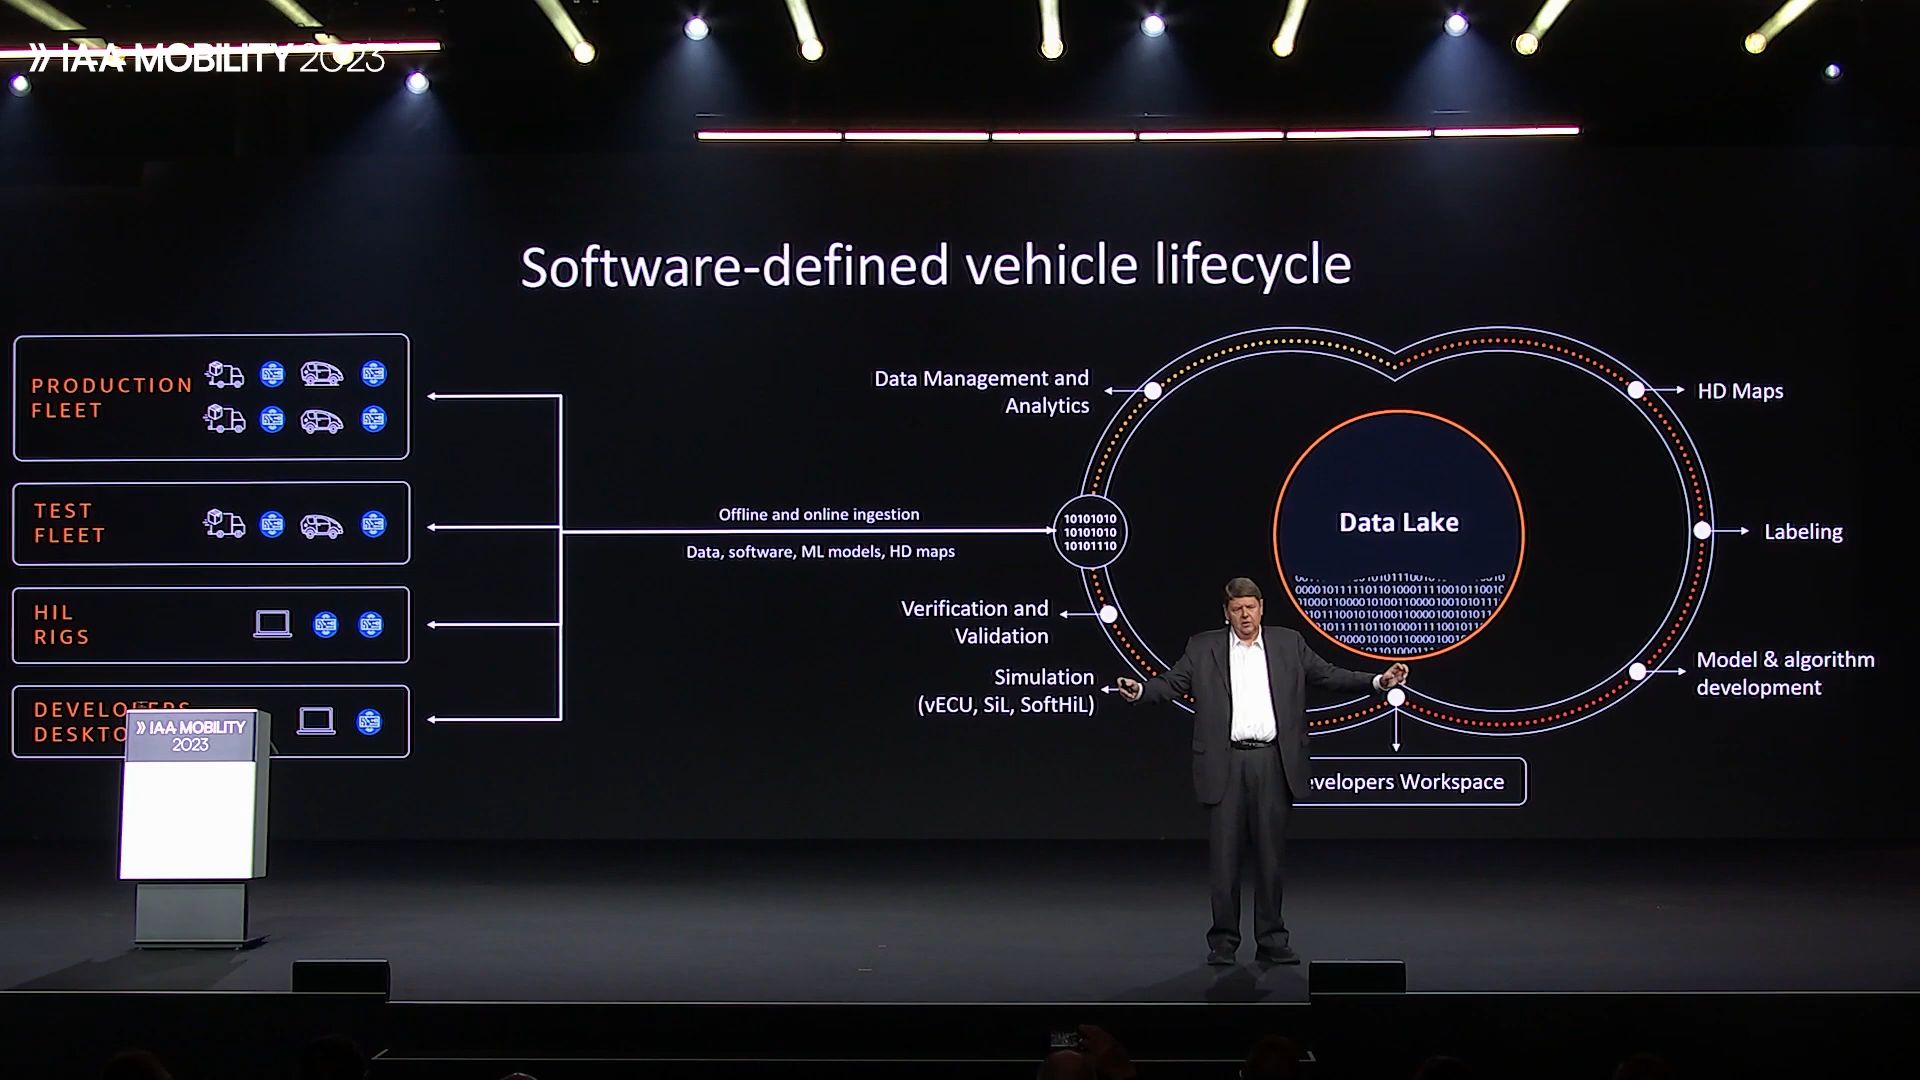 IAA MOBILITY 2023
Software-defined vehicle lifecycle
PRODUCTION
FLEET
TEST
FLEET
HIL
RIGS
DEVELOPERS
IAA MOBILITY
2023
Offline and online ingestion
Data, software, ML models, HD maps
Data Management and
Analytics
10101010
10101010
10101110
Verification and
Validation
Simulation
(vECU, SiL, SoftHiL)
Data Lake
HD Maps
Labeling
Model & algorithm
development
Workspace